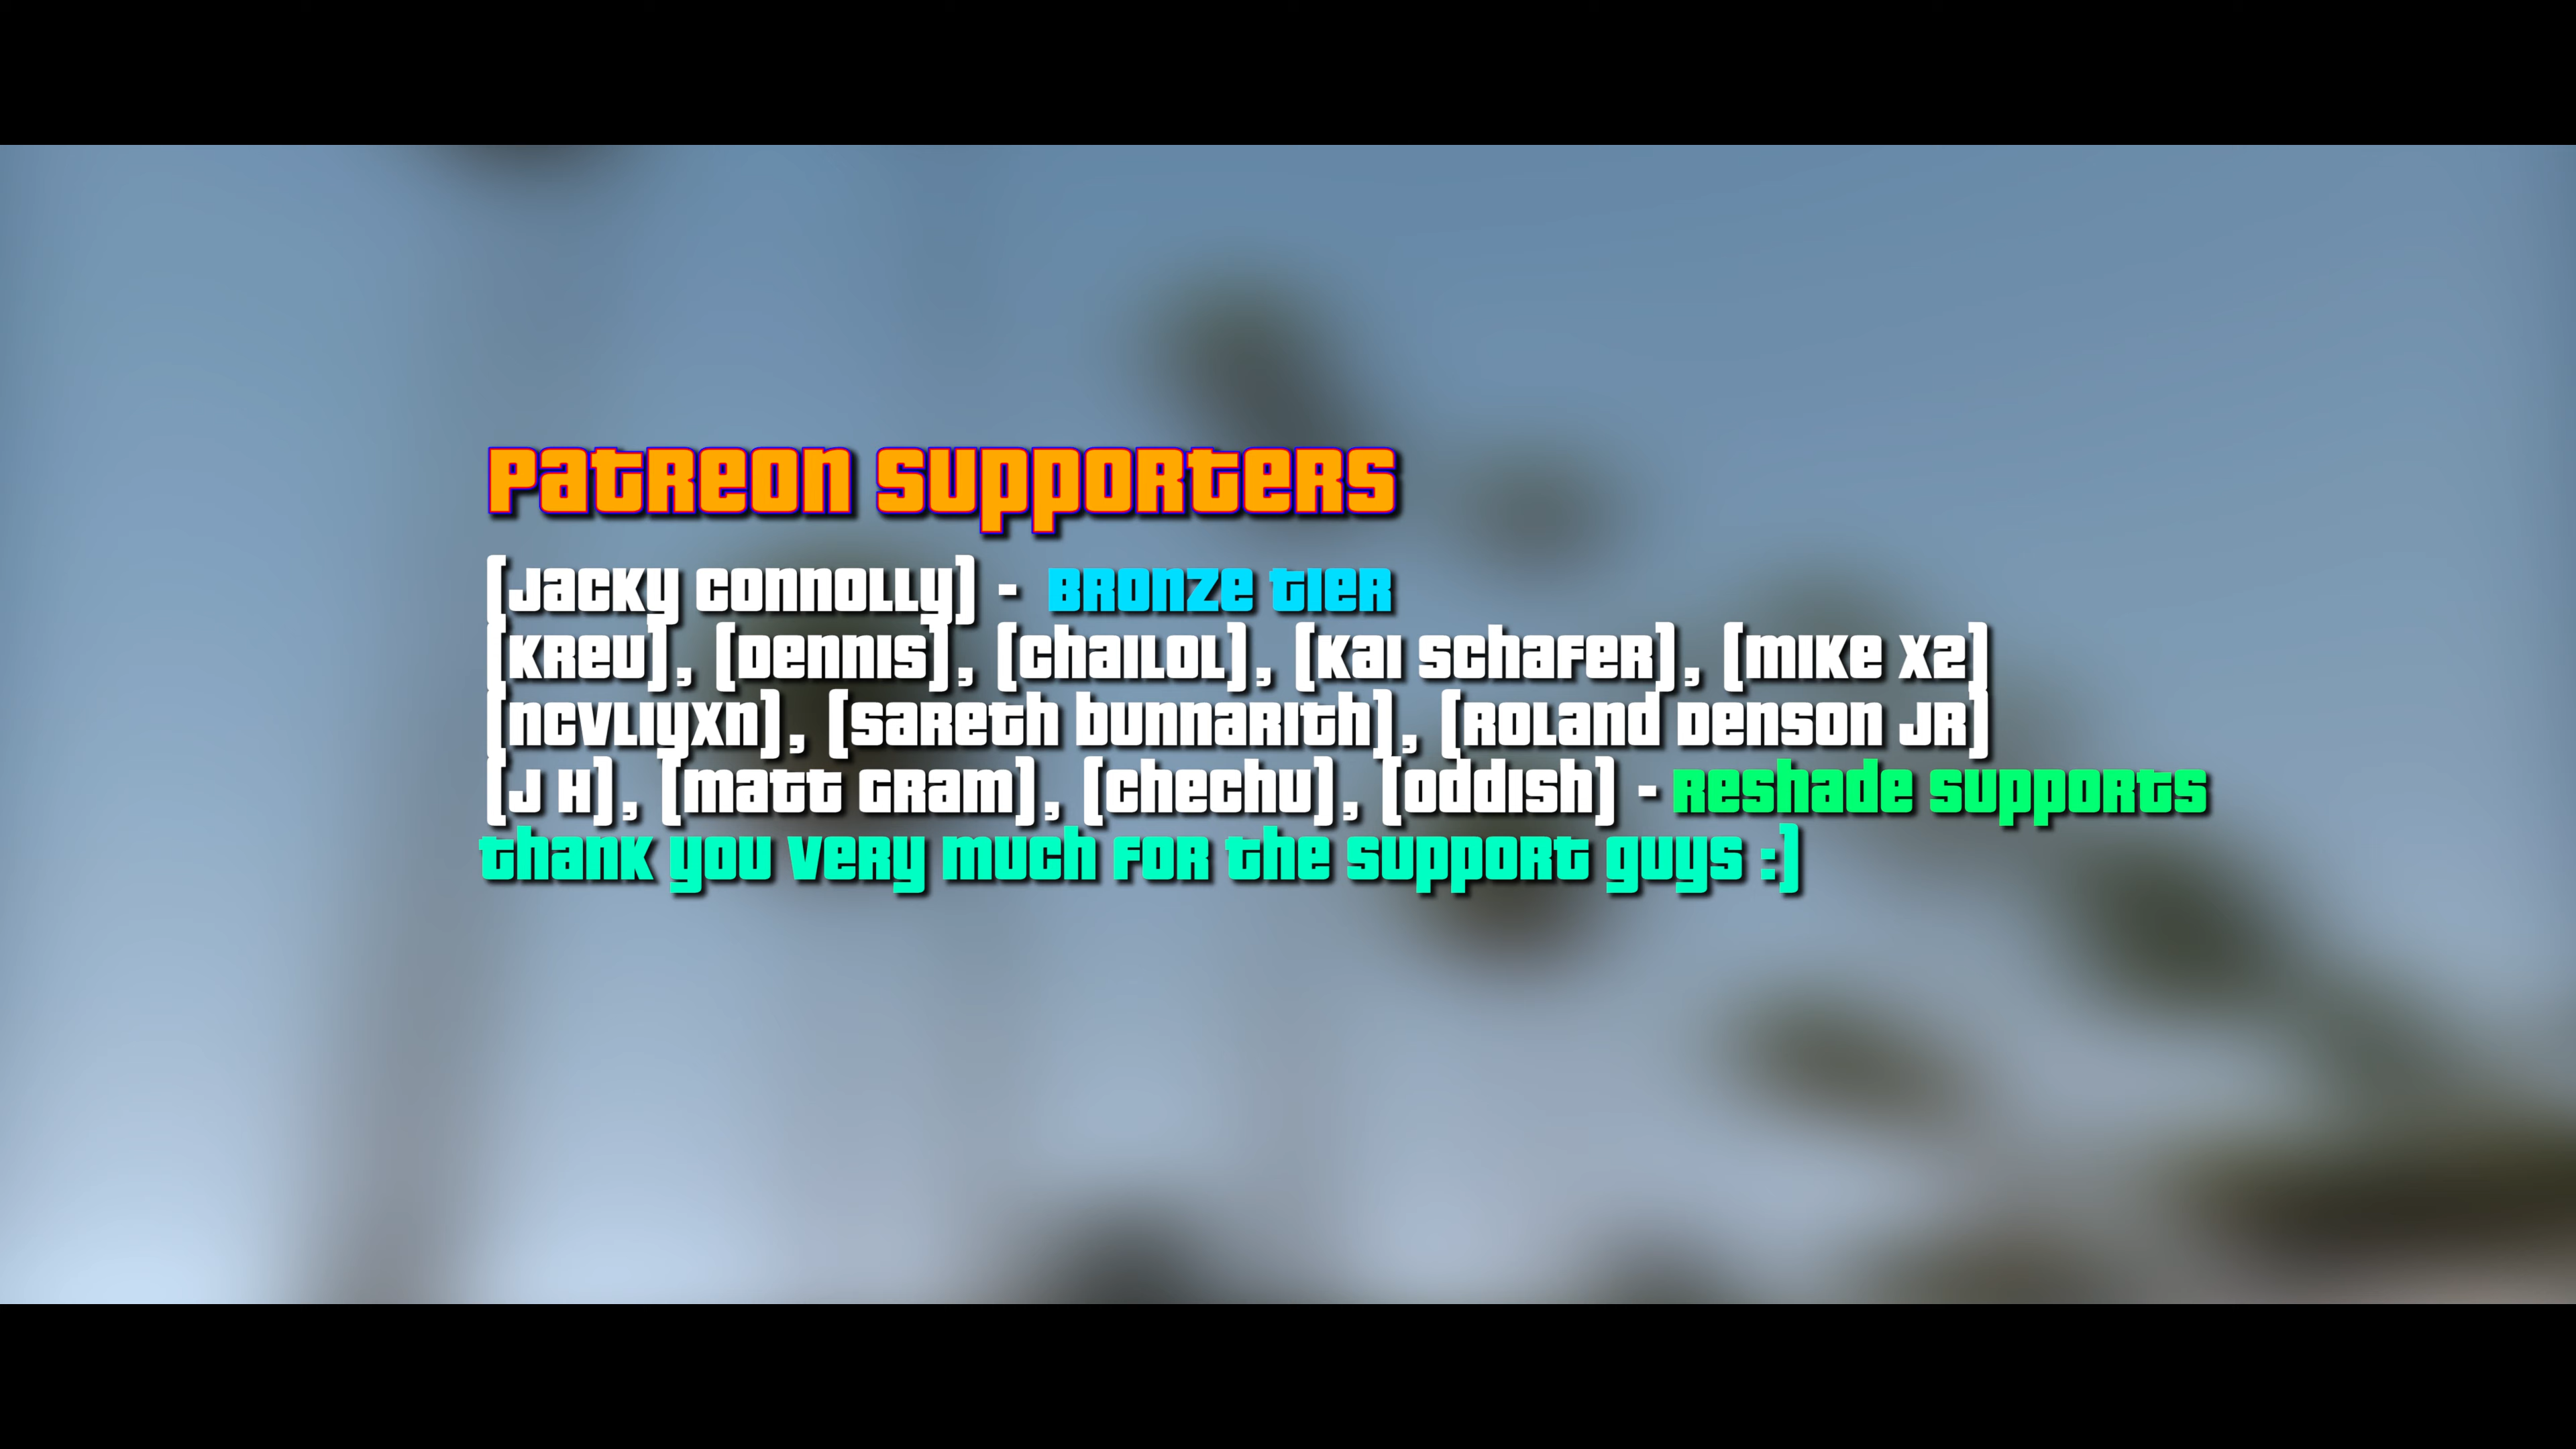 Patreon Supporters
(Jacky Connolly) - Bronze Tier
(Kreu), (Dennis), (Chailol), (Kai Schafer), (Mike X2)
(ncvliyxn), (Sareth Bunnarith), (Roland Denson JR)
(J H), (Matt Gram), (Chechu), (Oddish) - Reshade Supports
Thank you very much for the support guys :)